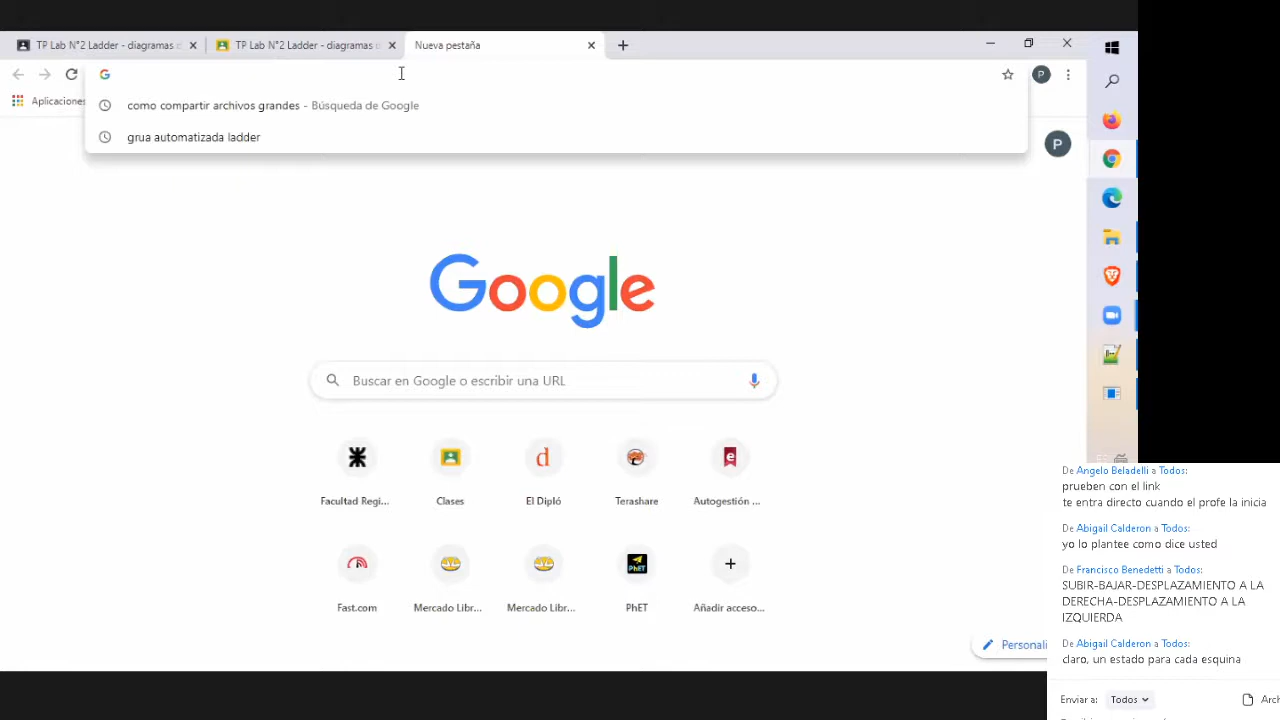 TP Lab N°2 Ladder - diagramas
TP Lab N°2 Ladder - diagramas
Nueva pestaña
P
Aplicaciones
como compartir archivos grandes - Búsqueda de Google
grua automatizada ladder
P
Google
Buscar en Google o escribir una URL
Facultad Regi...
Clases
El Dipló
Terashare
Autogestión ...
Fast.com
Mercado Libr...
Mercado Libr...
PhET
PhET
Añadir acceso...
Personali
De Angelo Beladelli a Todos:
prueben con el link
te entra directo cuando el profe la inicia
De Abigail Calderon a Todos:
yo lo plantee como dice usted
De Francisco Benedetti a Todos:
SUBIR-BAJAR-DESPLAZAMIENTO A LA
DERECHA-DESPLAZAMIENTO A LA
IZQUIERDA
De Abigail Calderon a Todos:
claro, un estado para cada esquina
Enviar a: Todos
Arch